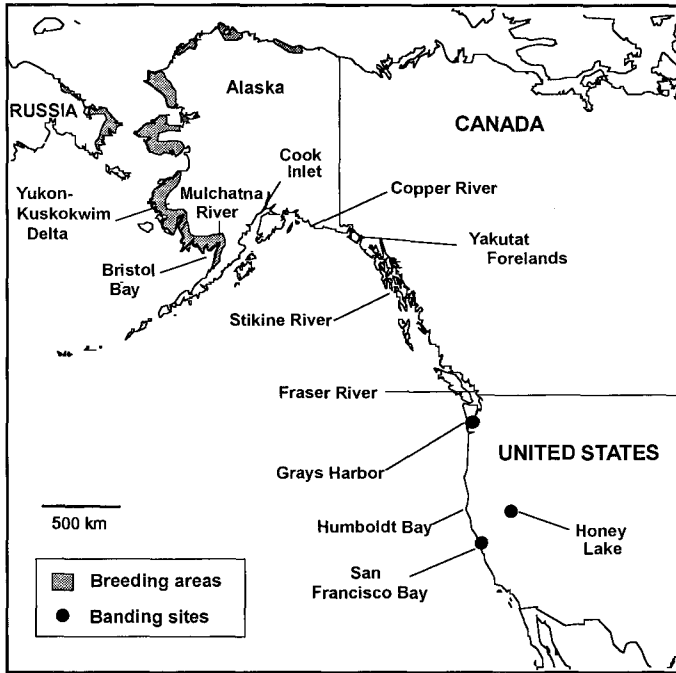 Alaska
RUSSIA
CANADA
Cook
Inlet
Copper River
Yukon-
Kuskokwim
Delta
Mulchatna
River
Yakutat
Forelands
Bristol
Bay
Stikine River
Fraser River
UNITED STATES
Grays Harbor
500 km
Humboldt Bay
Honey
Lake
San
Francisco Bay
Breeding areas
Banding sites